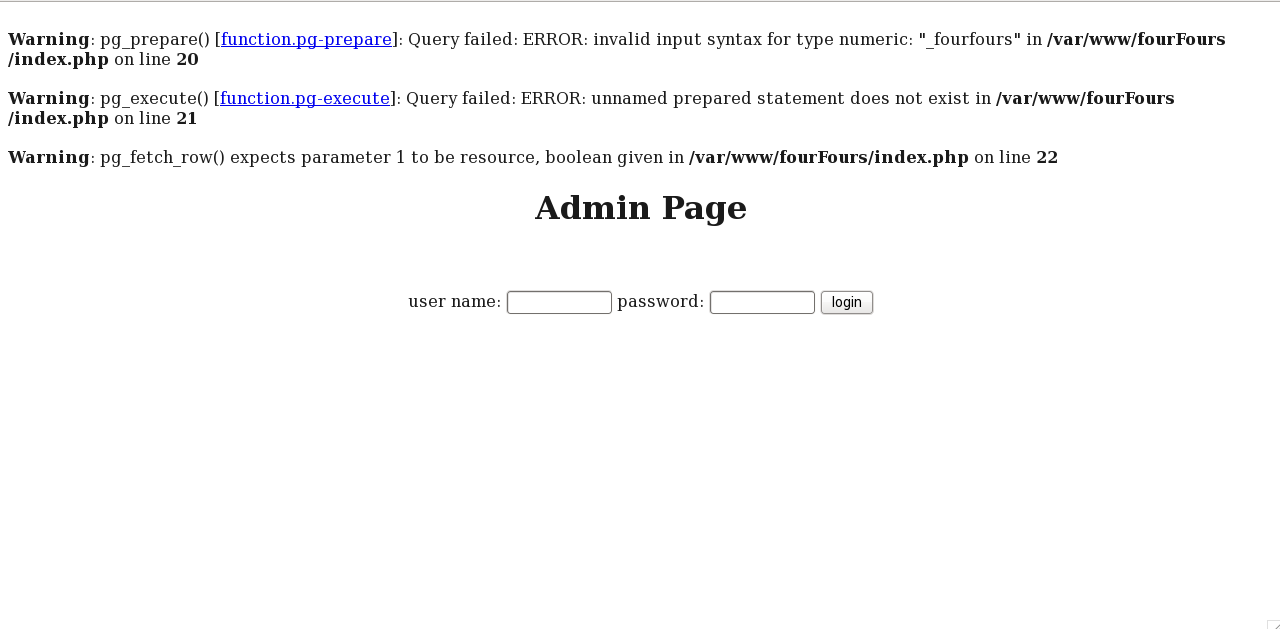 Warning: pg_prepare() [function.pg-prepare]: Query failed: ERROR: invalid input syntax for type numeric: "_fourfours" in /var/www/fourFours
/index.php on line 20
Warning: pg_execute() [function.pg-execute]: Query failed: ERROR: unnamed prepared statement does not exist in /var/www/fourFours
/index.php on line 21
Warning: pg_fetch_row() expects parameter 1 to be resource, boolean given in /var/www/fourFours/index.php on line 22
Admin Page
user name: password: login